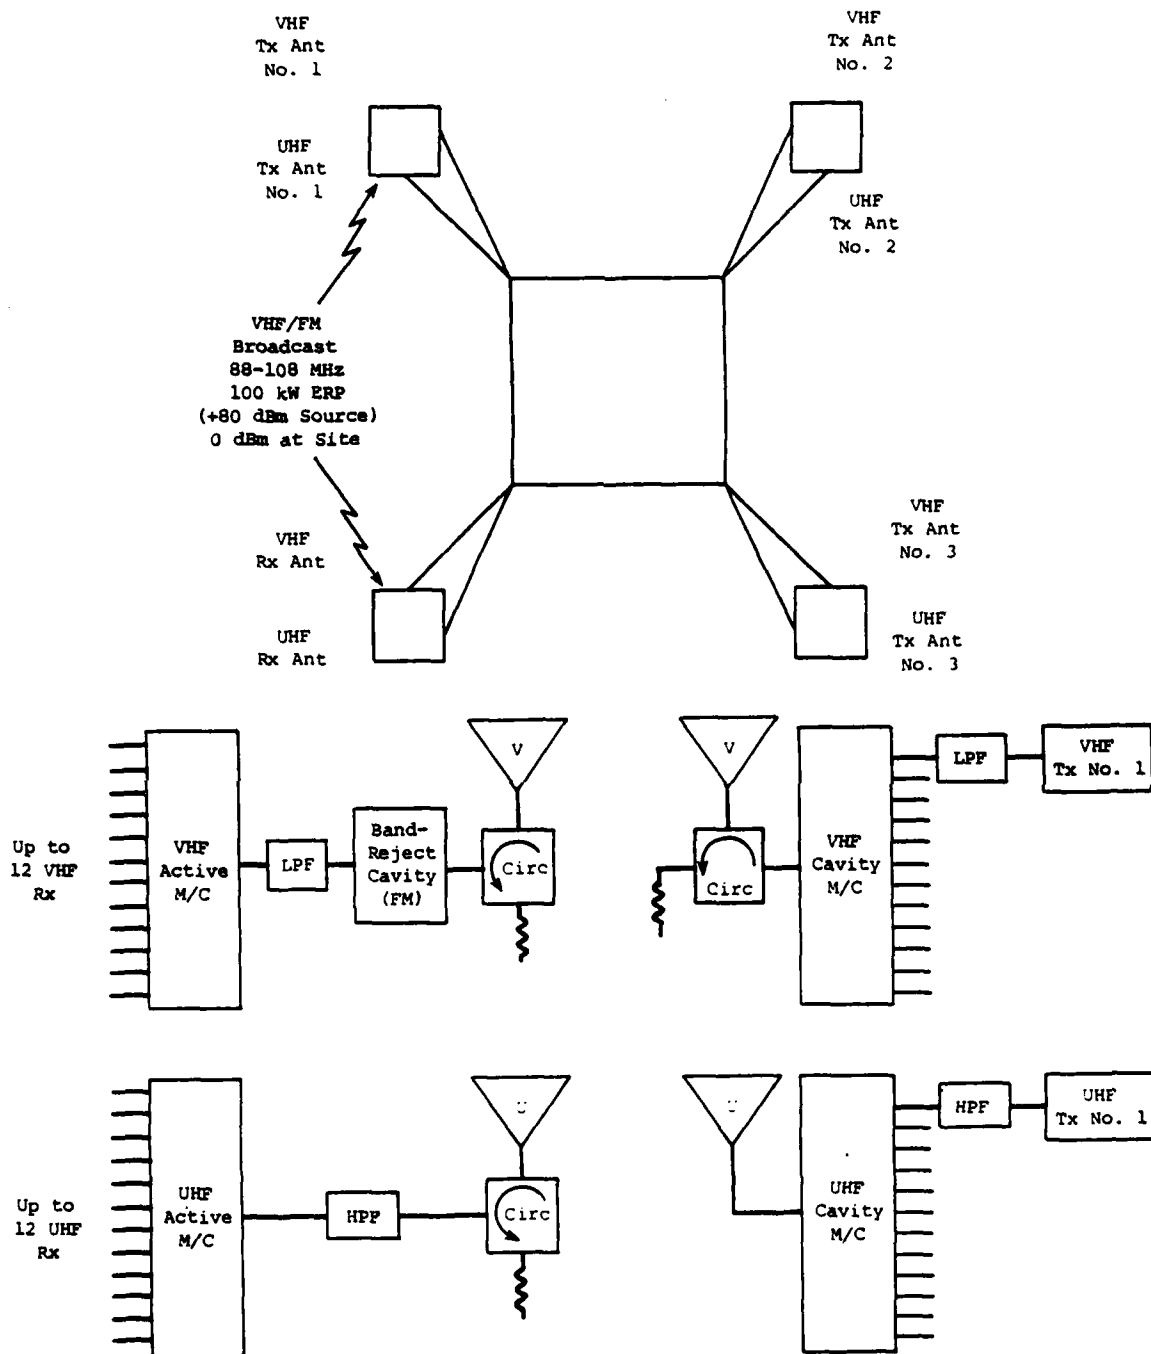 VHF
Tx Ant
No. 1
VHF
Tx Ant
No. 2
UHF
Tx Ant
No. 1
UHF
Tx Ant
No. 2
VHF/FM
Broadcast
88-108 MHz
100 kW ERP
(+80 dBm Source)
0 dBm at Site
VHF
Rx Ant
VHF
Tx Ant
No. 3
UHF
Rx Ant
UHF
Tx Ant
No. 3
Up to
12 VHF
Rx
VHF
Active
M/C
LPF
Band-
Reject
Cavity
(FM)
V
Circ
V
Circ
VHF
Cavity
M/C
LPF
VHF
Tx No. 1
Up to
12 UHF
Rx
UHF
Active
M/C
HPF
Circ
UHF
Cavity
M/C
HPF
UHF
Tx No. 1